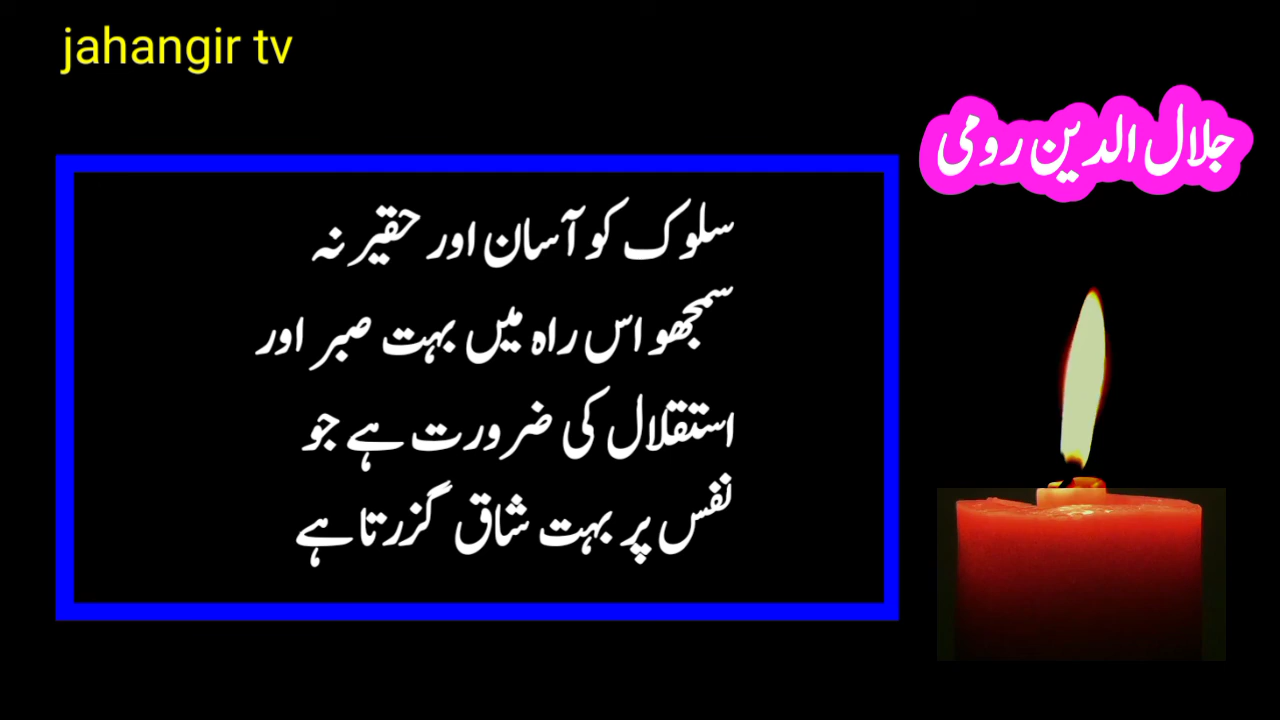 jahangir tv
جلال الدین رومی
سلوک کو آسان اور حقیر نہ
سمجھو اس راہ میں بہت صبر اور
استقلال کی ضرورت ہے جو
نفس پر بہت شاق گزرتا ہے